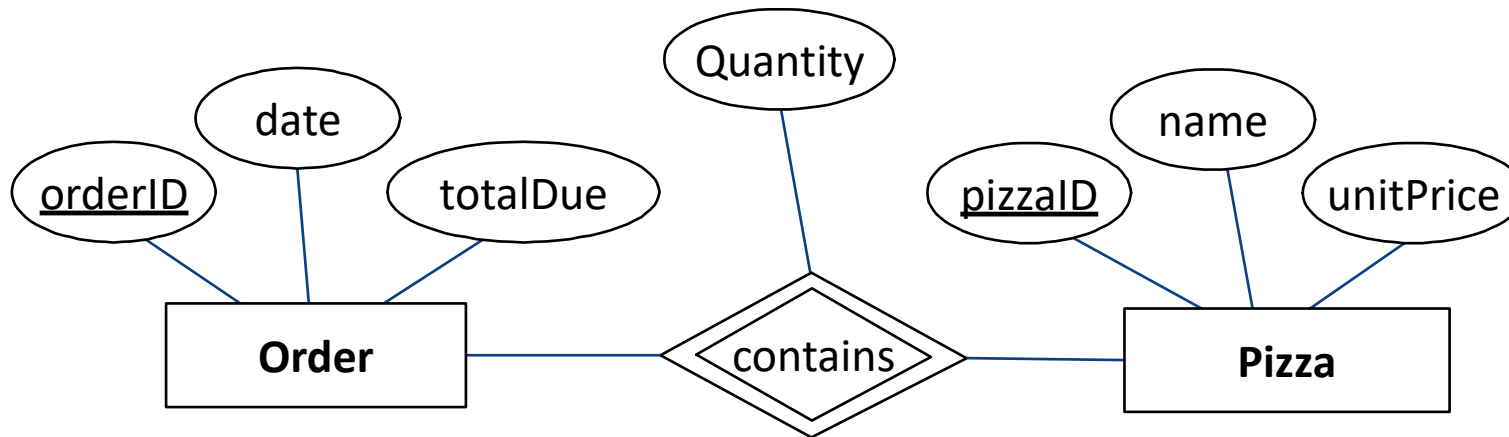 Quantity
date
name
orderID
totalDue
pizzaID
unitPrice
Order
contains
Pizza